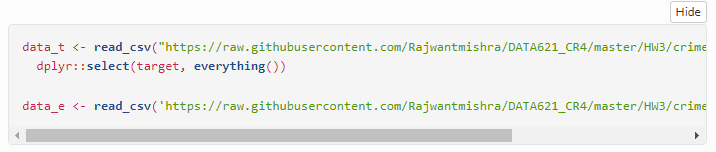 Hide
data_t <- read_csv("https://raw.githubusercontent.com/Rajwantmishra/DATA621_CR4/master/HW3/crime
dplyr::select(target, everything())
data_e <- read_csv('https://raw.githubusercontent.com/Rajwantmishra/DATA621_CR4/master/HW3/crime